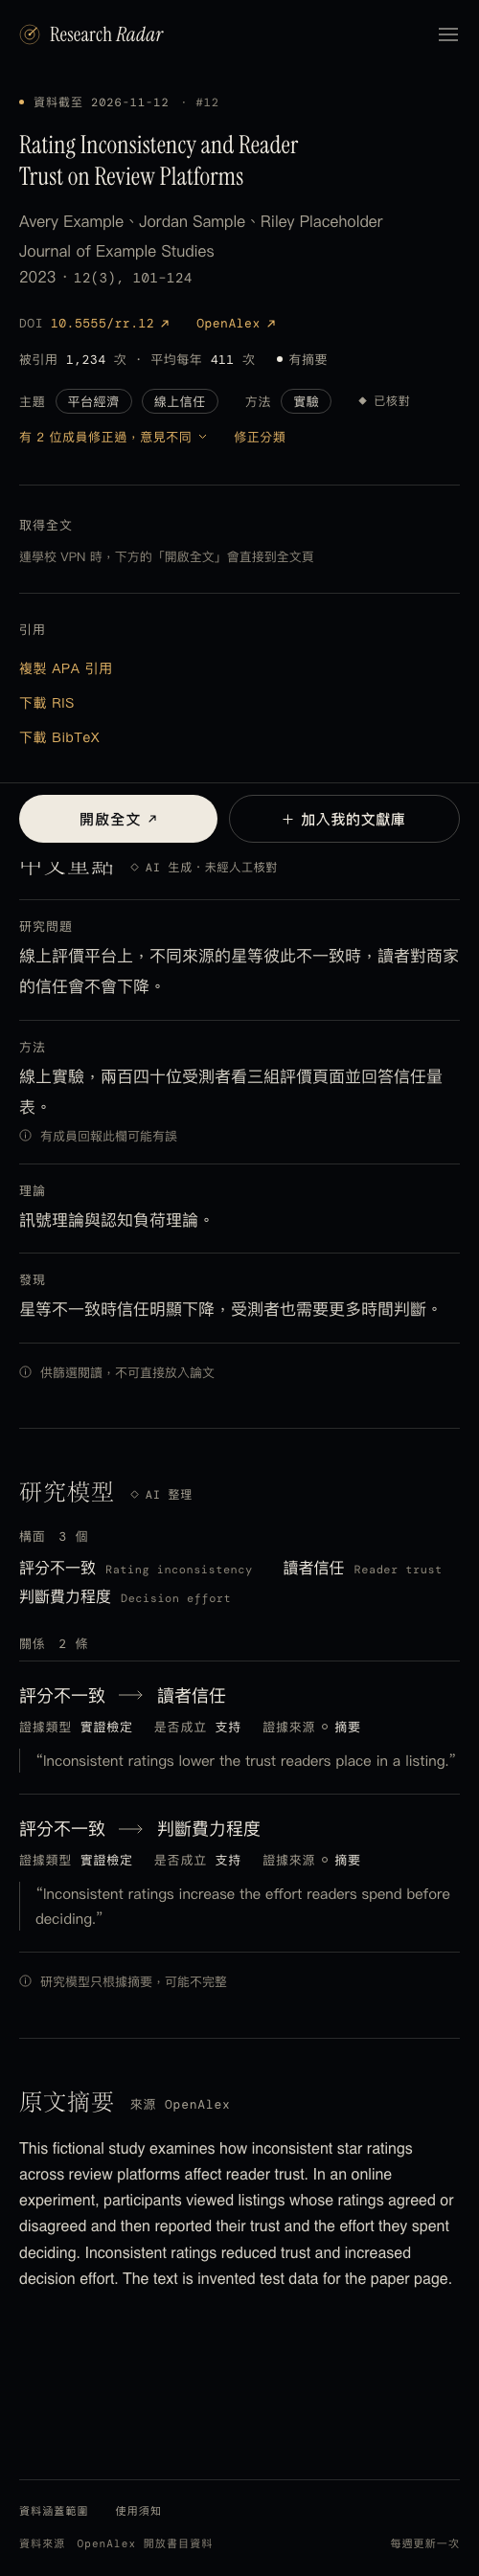 Research Radar
資料截至 2026-11-12 · #12
Rating Inconsistency and Reader
Trust on Review Platforms
Avery Example、Jordan Sample、Riley Placeholder
Journal of Example Studies
2023 · 12(3), 101–124
DOI 10.5555/rr.12 ↗ OpenAlex ↗
被引用 1,234 次 · 平均每年 411 次 有摘要
主題 平台經濟 線上信任 方法 實驗 ◆ 已核對
有 2 位成員修正過，意見不同 修正分類
取得全文
連學校 VPN 時，下方的「開啟全文」會直接到全文頁
引用
複製 APA 引用
下載 RIS
下載 BibTeX
開啟全文 ↗ ＋ 加入我的文獻庫
中文重點 ◇ AI 生成・未經人工核對
研究問題
線上評價平台上，不同來源的星等彼此不一致時，讀者對商家
的信任會不會下降。
方法
線上實驗，兩百四十位受測者看三組評價頁面並回答信任量
表。
ⓘ 有成員回報此欄可能有誤
理論
訊號理論與認知負荷理論。
發現
星等不一致時信任明顯下降，受測者也需要更多時間判斷。
ⓘ 供篩選閱讀，不可直接放入論文
研究模型 ◇ AI 整理
構面 3 個
評分不一致 Rating inconsistency 讀者信任 Reader trust
判斷費力程度 Decision effort
關係 2 條
評分不一致 → 讀者信任
證據類型 實證檢定 是否成立 支持 證據來源 摘要
“Inconsistent ratings lower the trust readers place in a listing.”
評分不一致 → 判斷費力程度
證據類型 實證檢定 是否成立 支持 證據來源 摘要
“Inconsistent ratings increase the effort readers spend before
deciding.”
ⓘ 研究模型只根據摘要，可能不完整
原文摘要 來源 OpenAlex
This fictional study examines how inconsistent star ratings
across review platforms affect reader trust. In an online
experiment, participants viewed listings whose ratings agreed or
disagreed and then reported their trust and the effort they spent
deciding. Inconsistent ratings reduced trust and increased
decision effort. The text is invented test data for the paper page.
資料涵蓋範圍 使用須知
資料來源 OpenAlex 開放書目資料 每週更新一次